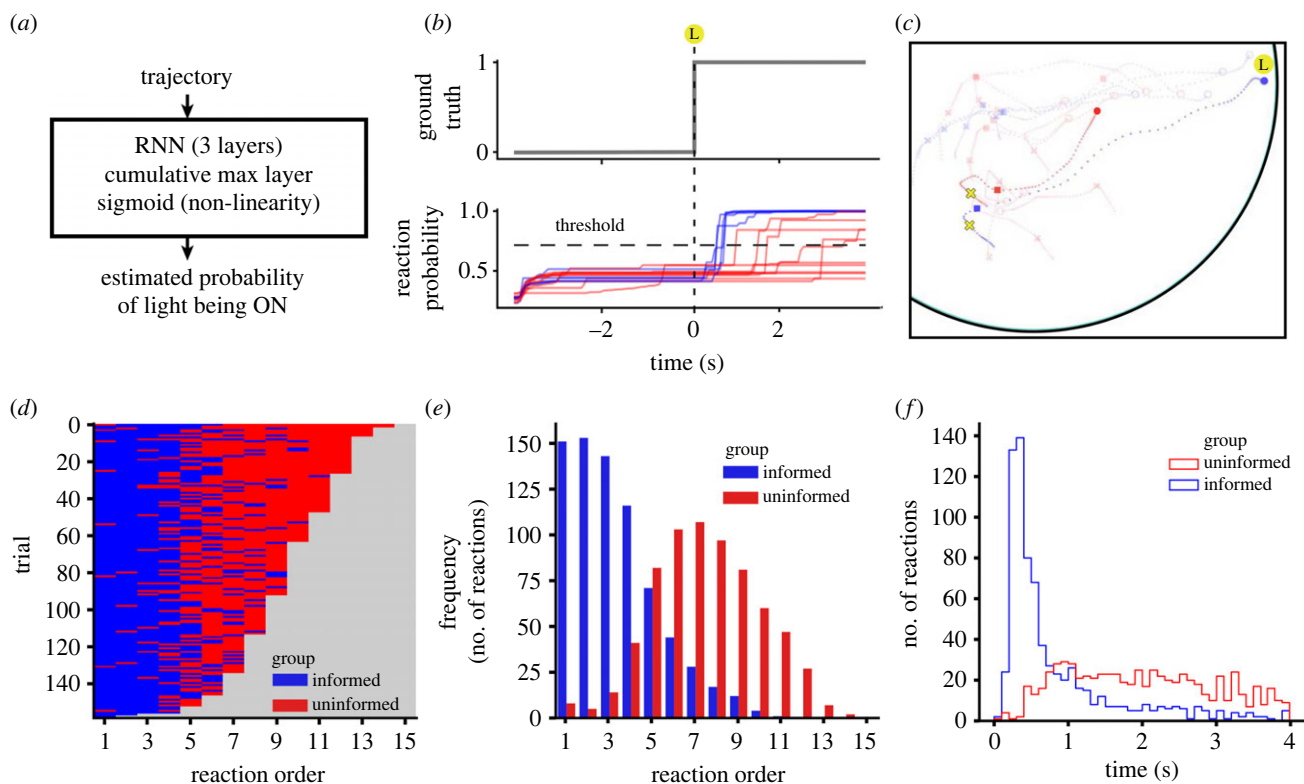 (a)
trajectory
RNN (3 layers)
cumulative max layer
sigmoid (non-linearity)
estimated probability
of light being ON
(b)
L
1
0
ground
truth
1.0
0.5
threshold
reaction
probability
−2
0
2
time (s)
(c)
L
(d)
0
20
40
60
80
100
120
140
trial
group
informed
uninformed
1
3
5
7
9
11
13
15
reaction order
(e)
150
125
100
75
50
25
0
frequency
(no. of reactions)
group
informed
uninformed
1
3
5
7
9
11
13
15
reaction order
(f)
140
120
100
80
60
40
20
0
no. of reactions
group
uninformed
informed
0
1
2
3
4
time (s)